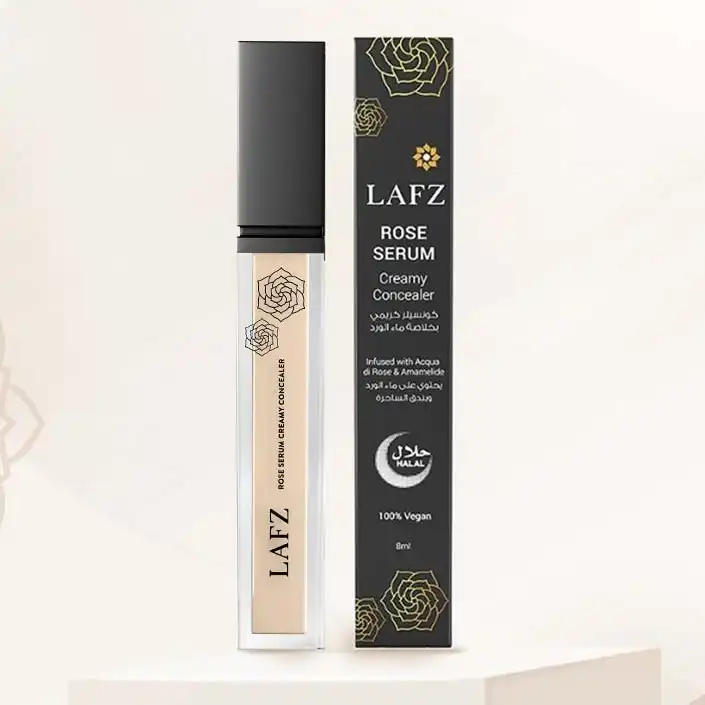 ROSE SERUM CREAMY CONCEALER
LAFZ
LAFZ
ROSE
SERUM
Creamy
Concealer
كونسيلر كريمي
بخلاصة ماء الورد
Infused with Acqua
di Rose & Amamelide
يحتوي على ماء الورد
وبندق الساحرة
حلال
HALAL
100% Vegan
8ml